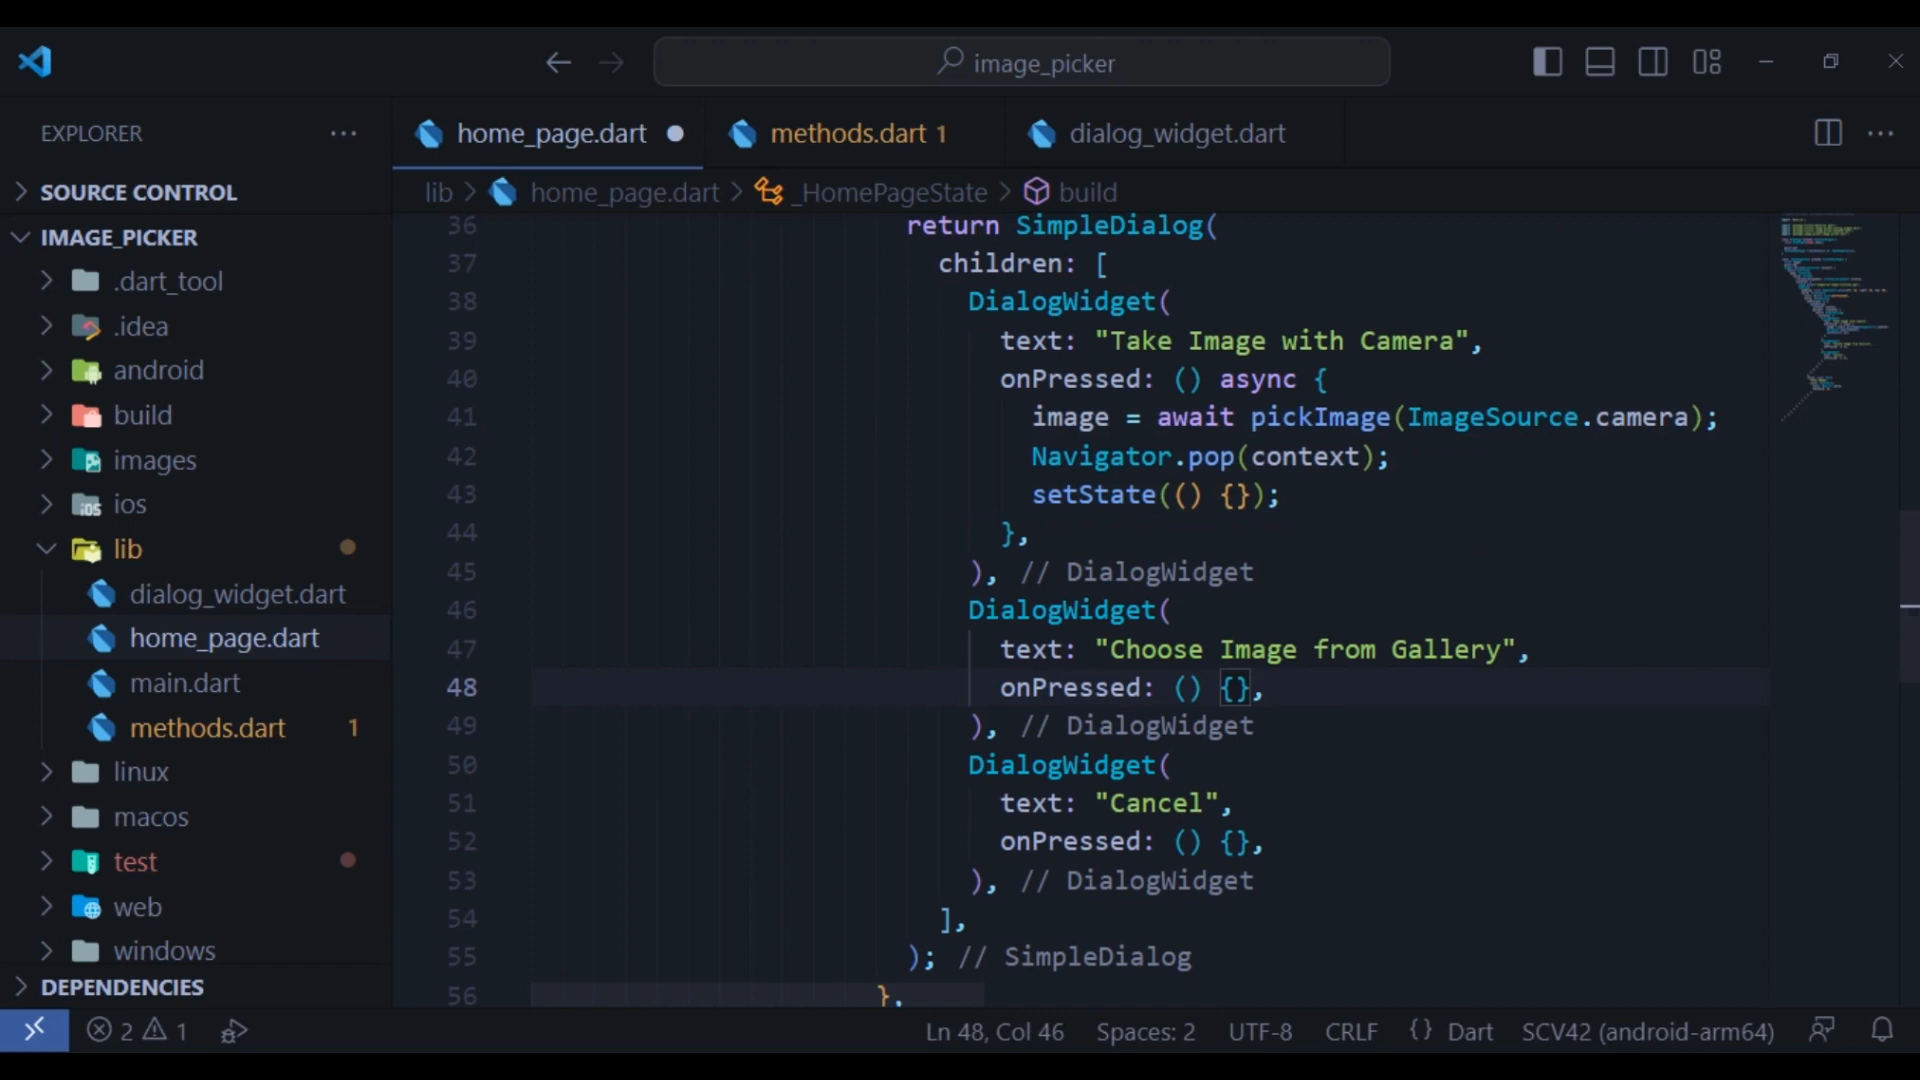 image_picker
EXPLORER
home_page.dart
methods.dart 1
dialog_widget.dart
SOURCE CONTROL
IMAGE_PICKER
.dart_tool
.idea
android
build
images
ios
lib
dialog_widget.dart
home_page.dart
main.dart
methods.dart 1
linux
macos
test
web
windows
DEPENDENCIES
lib > home_page.dart > _HomePageState > build
36 return SimpleDialog(
37 children: [
38 DialogWidget(
39 text: "Take Image with Camera",
40 onPressed: () async {
41 image = await pickImage(ImageSource.camera);
42 Navigator.pop(context);
43 setState(() {});
44 },
45 ), // DialogWidget
46 DialogWidget(
47 text: "Choose Image from Gallery",
48 onPressed: () {},
49 ), // DialogWidget
50 DialogWidget(
51 text: "Cancel",
52 onPressed: () {},
53 ), // DialogWidget
54 ],
55 ); // SimpleDialog
56 },
2 1
Ln 48, Col 46 Spaces: 2 UTF-8 CRLF {} Dart SCV42 (android-arm64)